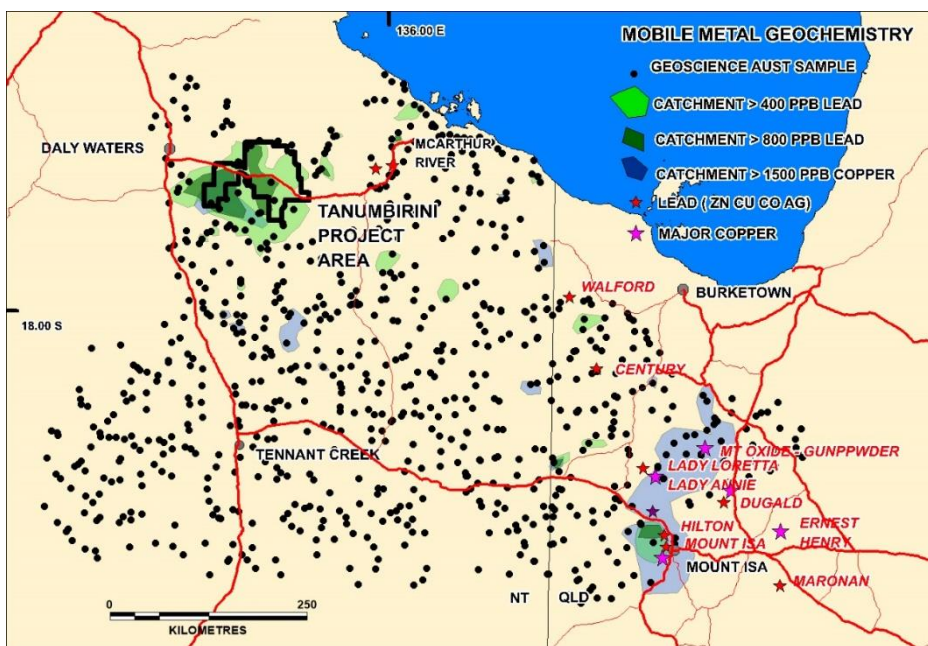 136.00 E
MOBILE METAL GEOCHEMISTRY
GEOSCIENCE AUST SAMPLE
CATCHMENT > 400 PPB LEAD
CATCHMENT > 800 PPB LEAD
CATCHMENT > 1500 PPB COPPER
LEAD ( ZN CU CO AG)
MAJOR COPPER
DALY WATERS
MCARTHUR
RIVER
TANUMBIRINI
PROJECT
AREA
WALFORD
BURKETOWN
18.00 S
CENTURY
TENNANT CREEK
MT OXIDE - GUNPPWDER
LADY LORETTA
LADY ANNIE
DUGALD
HILTON
MOUNT ISA
ERNEST
HENRY
MOUNT ISA
MARONAN
NT
QLD
0
250
KILOMETRES